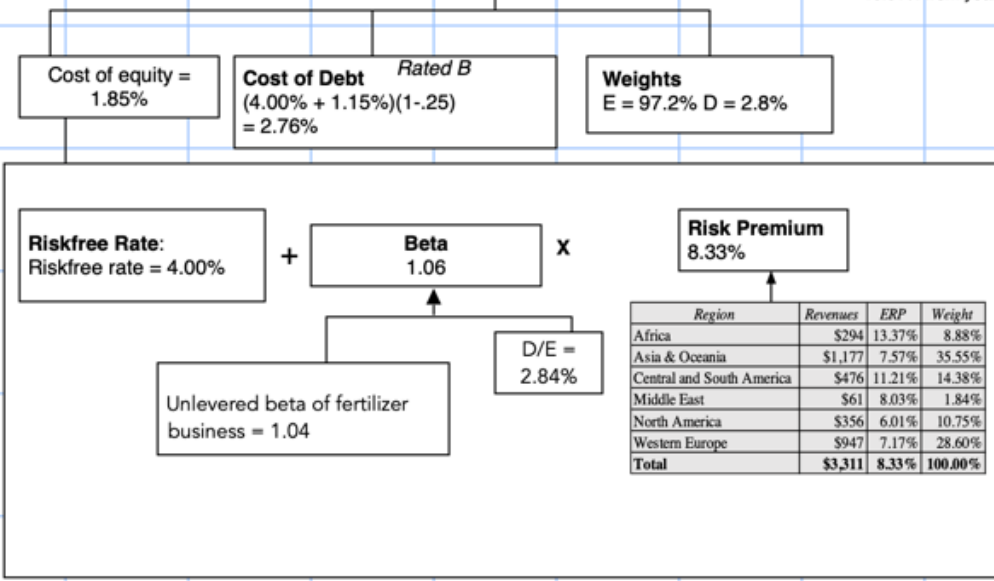 Cost of equity =
1.85%
Rated B
Cost of Debt
(4.00% + 1.15%)(1-.25)
= 2.76%
Weights
E = 97.2% D = 2.8%
Riskfree Rate:
Riskfree rate = 4.00%
+
Beta
1.06
x
Risk Premium
8.33%
D/E =
2.84%
Unlevered beta of fertilizer
business = 1.04
Region Revenues ERP Weight
Africa $294 13.37% 8.88%
Asia & Oceania $1,177 7.57% 35.55%
Central and South America $476 11.21% 14.38%
Middle East $61 8.03% 1.84%
North America $356 6.01% 10.75%
Western Europe $947 7.17% 28.60%
Total $3,311 8.33% 100.00%